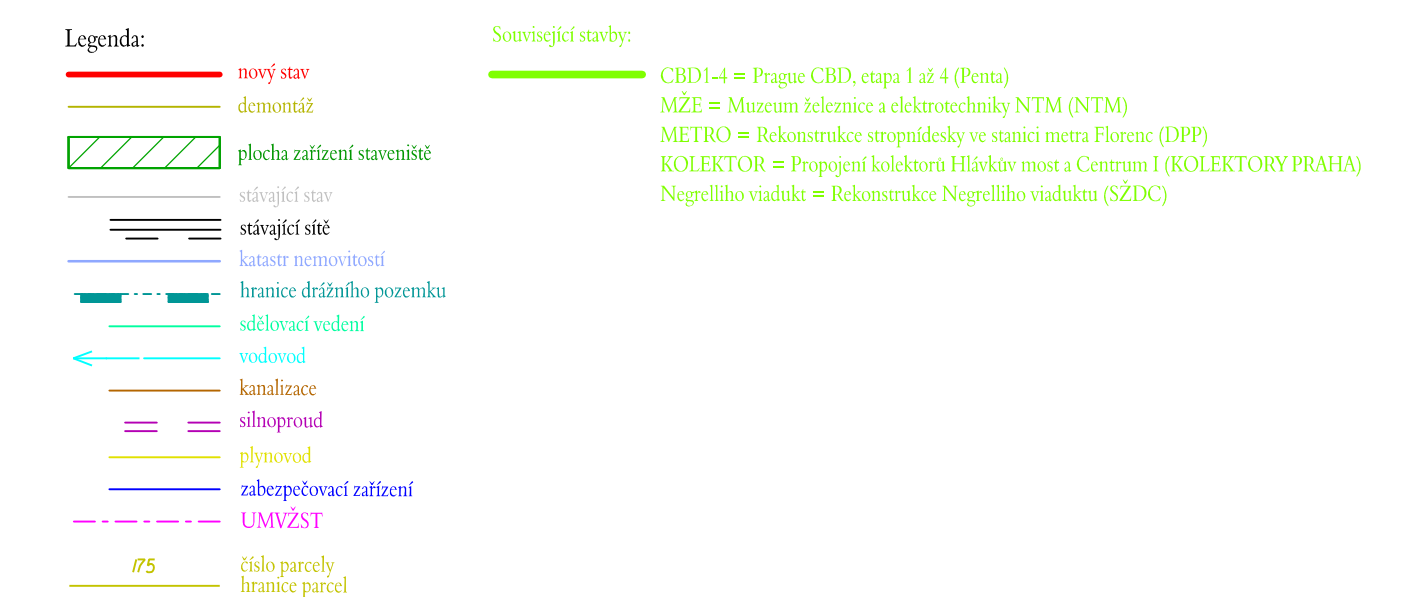 Legenda:
nový stav
demontáž
plocha zařízení staveniště
stávající stav
stávající sítě
katastr nemovitostí
hranice drážního pozemku
sdělovací vedení
vodovod
kanalizace
silnoproud
plynovod
zabezpečovací zařízení
UMVŽST
175 číslo parcely
hranice parcel
Související stavby:
CBD1-4 = Prague CBD, etapa 1 až 4 (Penta)
MŽE = Muzeum železnice a elektrotechniky NTM (NTM)
METRO = Rekonstrukce stropnídesky ve stanici metra Florenc (DPP)
KOLEKTOR = Propojení kolektorů Hlávkův most a Centrum I (KOLEKTORY PRAHA)
Negrelliho viadukt = Rekonstrukce Negrelliho viaduktu (SŽDC)